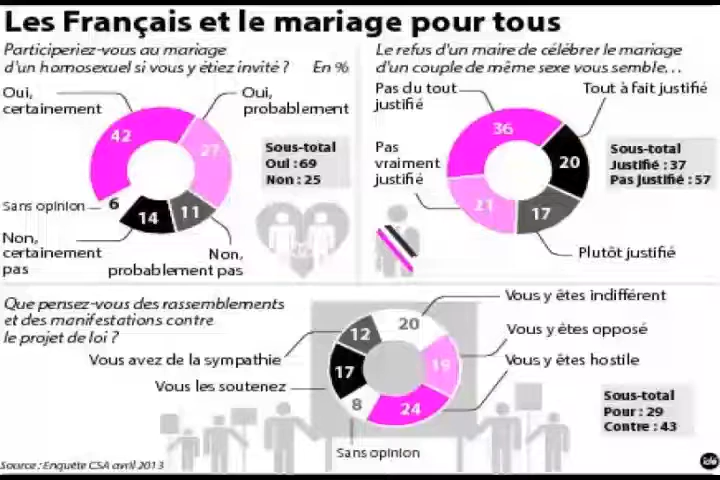 Les Français et le mariage pour tous
Participeriez-vous au mariage
d'un homosexuel si vous y étiez invité ? En %
Oui,
certainement
Oui,
probablement
42
27
Sous-total
Oui : 69
Non : 25
Sans opinion
6
14
11
Non,
certainement
pas
Non,
probablement pas
Le refus d'un maire de célébrer le mariage
d'un couple de même sexe vous semble...
Pas du tout
justifié
Tout à fait justifié
36
20
Pas
vraiment
justifié
Sous-total
Justifié : 37
Pas justifié : 57
21
17
Plutôt justifié
Que pensez-vous des rassemblements
et des manifestations contre
le projet de loi ?
Vous y êtes indifférent
20
12
Vous y êtes opposé
Vous avez de la sympathie
19
Vous y êtes hostile
17
Vous les soutenez
8
24
Sous-total
Pour : 29
Contre : 43
Sans opinion
Source : Enquête CSA avril 2013
idé